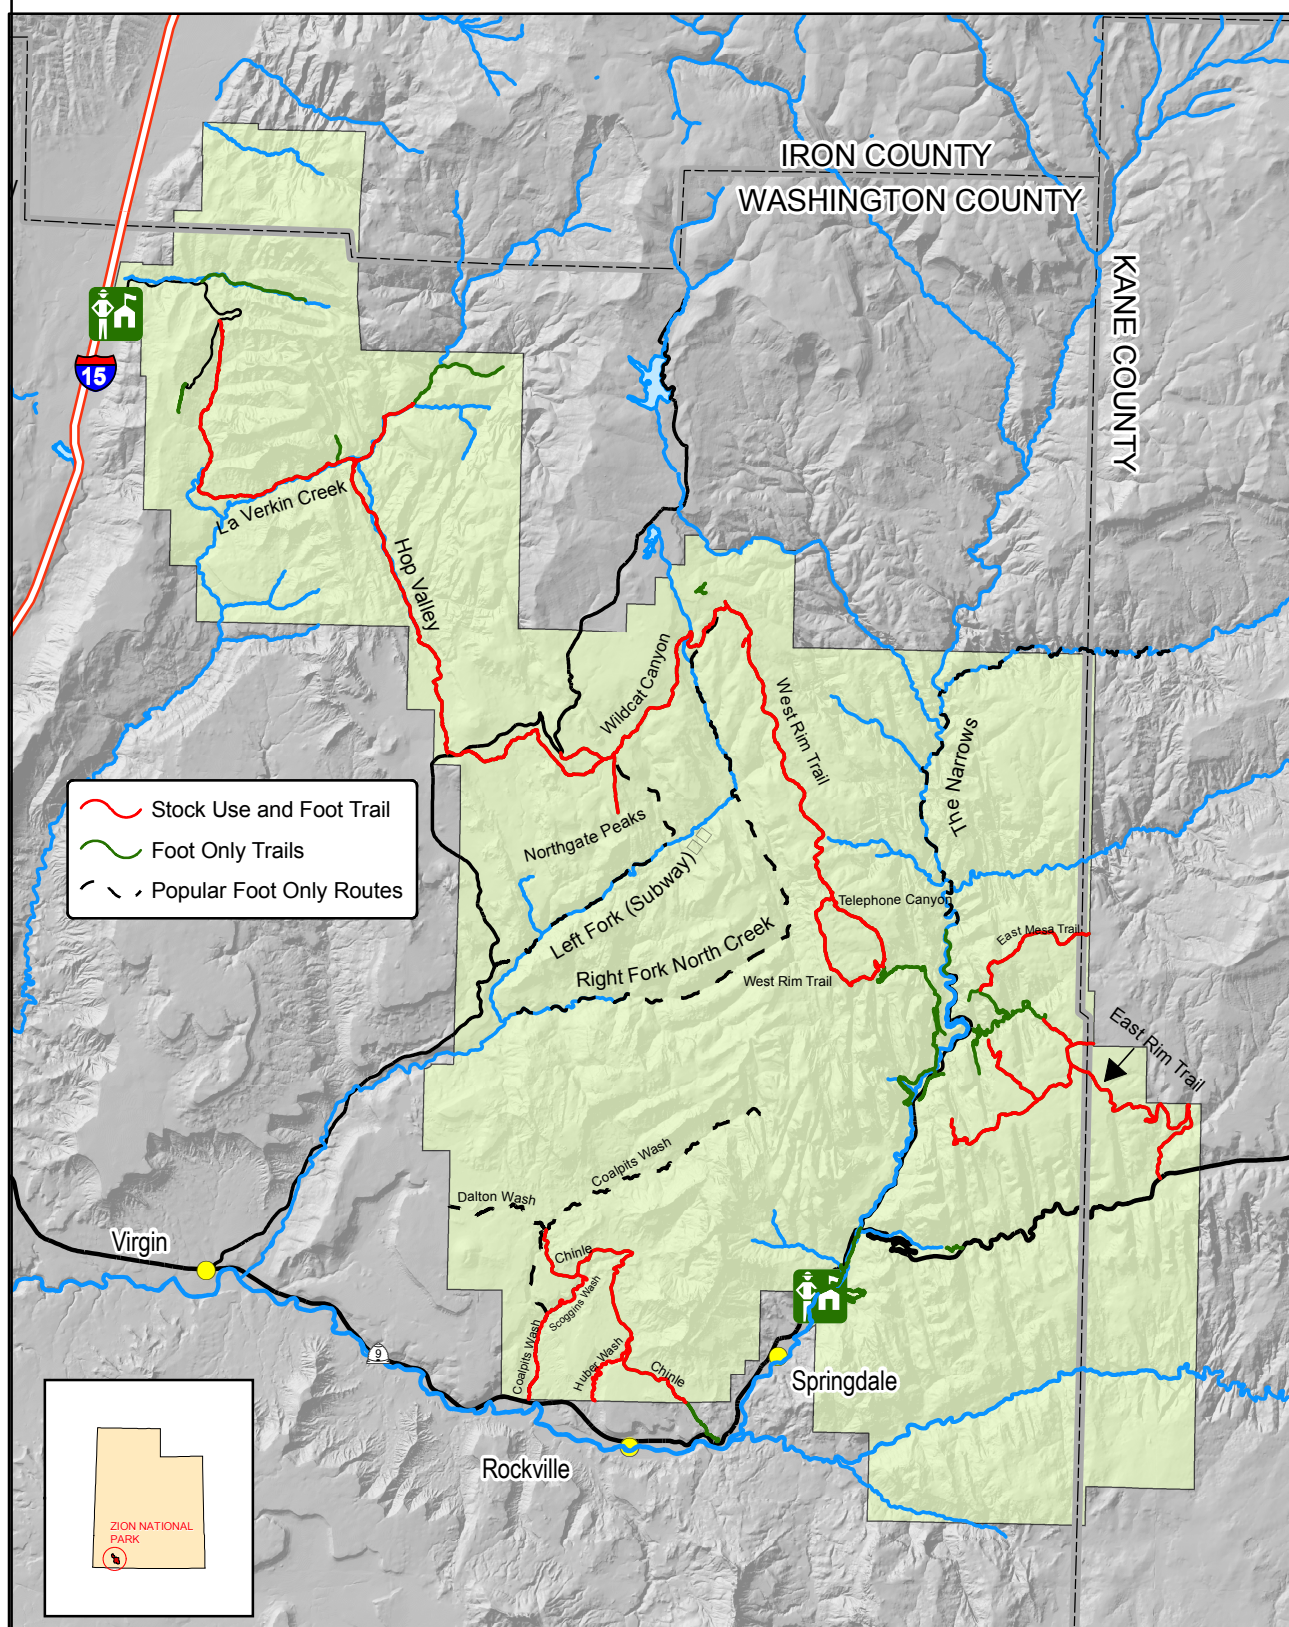 IRON COUNTY
WASHINGTON COUNTY
KANE COUNTY
15
La Verkin Creek
Hop Valley
Wildcat Canyon
West Rim Trail
The Narrows
Stock Use and Foot Trail
Foot Only Trails
Popular Foot Only Routes
Northgate Peaks
Left Fork (Subway)
Telephone Canyon
Right Fork North Creek
East Mesa Trail
West Rim Trail
East Rim Trail
Coalpits Wash
Dalton Wash
Virgin
Chinle
Scoggins Wash
Coalpits Wash
Huber Wash
Chinle
9
Springdale
Rockville
ZION NATIONAL
PARK